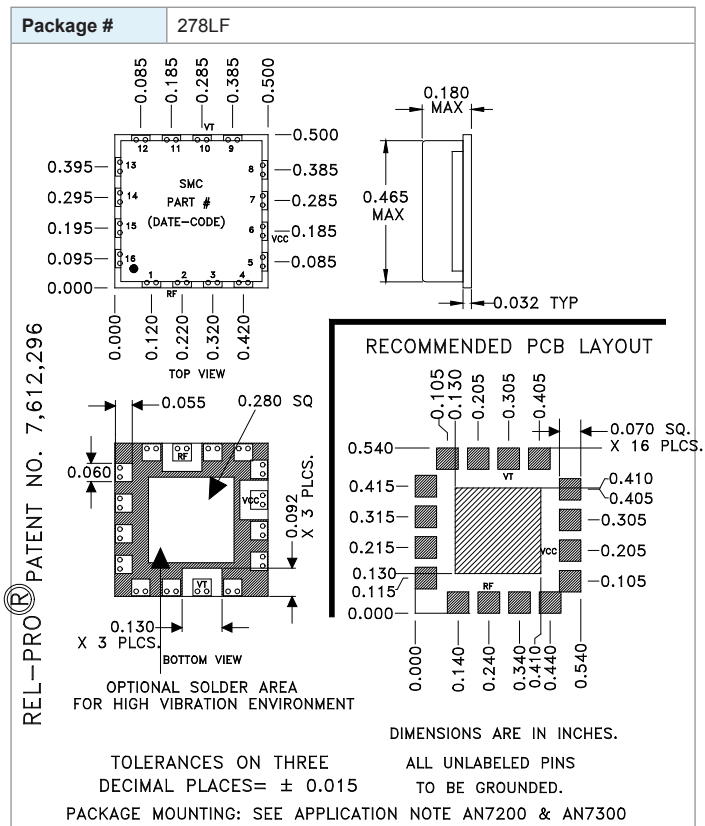 Package # 278LF
0.085 0.185 0.285 0.385 0.500
VT
12 11 10 9
0.500
0.395 13 8 0.385
0.295 14 7 0.285
0.195 15 6 VCC 0.185
0.095 16 5 0.085
0.000
SMC
PART #
(DATE-CODE)
1 2 3 4
RF
0.000 0.120 0.220 0.320 0.420
TOP VIEW
0.180
MAX
0.465
MAX
0.032 TYP
REL-PRO® PATENT NO. 7,612,296
0.055
0.280 SQ
0.060
RF
VCC
VT
0.092
X 3 PLCS.
0.130
X 3 PLCS.
BOTTOM VIEW
OPTIONAL SOLDER AREA
FOR HIGH VIBRATION ENVIRONMENT
RECOMMENDED PCB LAYOUT
0.105 0.130 0.205 0.305 0.405
0.070 SQ.
X 16 PLCS.
0.540
VT
0.415 0.410
0.405
0.315 0.305
0.215 VCC 0.205
0.130
0.115 0.105
RF
0.000
0.000 0.140 0.240 0.340 0.410 0.440 0.540
DIMENSIONS ARE IN INCHES.
TOLERANCES ON THREE
DECIMAL PLACES= ± 0.015
ALL UNLABELED PINS
TO BE GROUNDED.
PACKAGE MOUNTING: SEE APPLICATION NOTE AN7200 & AN7300